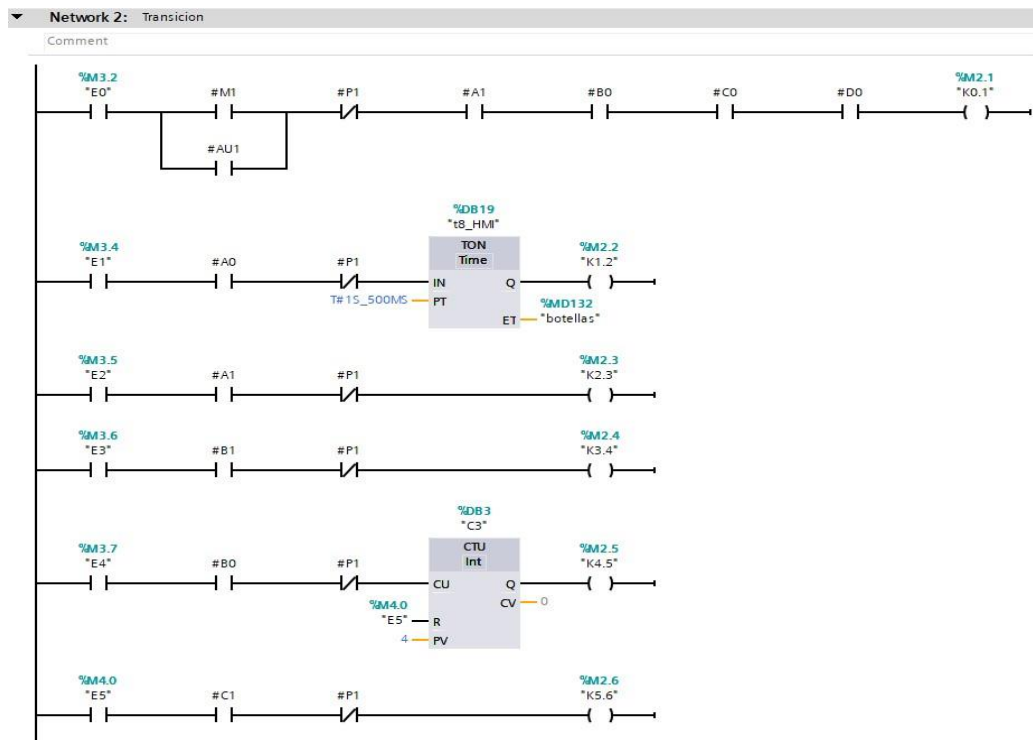 Network 2: Transicion
Comment
%M3.2
"E0"
#M1
#P1
#A1
#B0
#C0
#D0
%M2.1
"K0.1"
#AU1
%DB19
"t8_HMI"
TON
Time
%M3.4
"E1"
#A0
#P1
IN
Q
%M2.2
"K1.2"
T#1S_500MS
PT
ET
%MD132
"botellas"
%M3.5
"E2"
#A1
#P1
%M2.3
"K2.3"
%M3.6
"E3"
#B1
#P1
%M2.4
"K3.4"
%DB3
"C3"
CTU
Int
%M3.7
"E4"
#B0
#P1
CU
Q
%M2.5
"K4.5"
CV
0
%M4.0
"E5"
R
4
PV
%M4.0
"E5"
#C1
#P1
%M2.6
"K5.6"